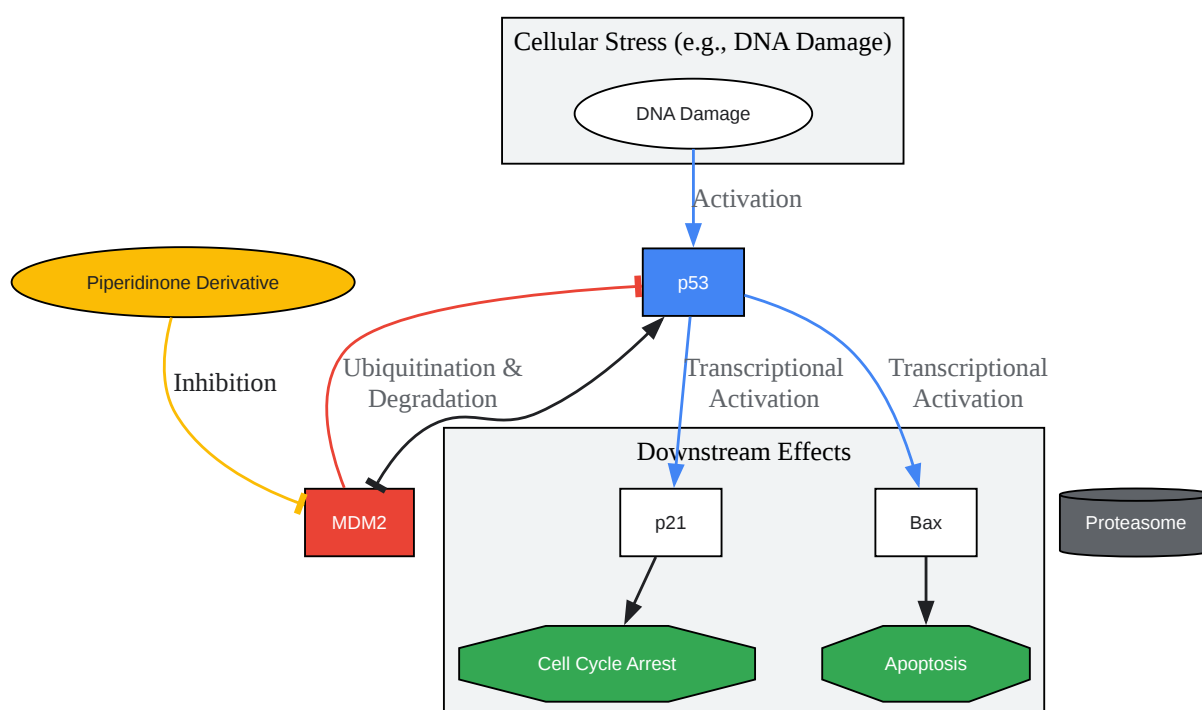 Cellular Stress (e.g., DNA Damage)
DNA Damage
Activation
Piperidinone Derivative
p53
Inhibition
Ubiquitination &
Degradation
Transcriptional
Activation
Transcriptional
Activation
Downstream Effects
MDM2
p21
Bax
Proteasome
Cell Cycle Arrest
Apoptosis